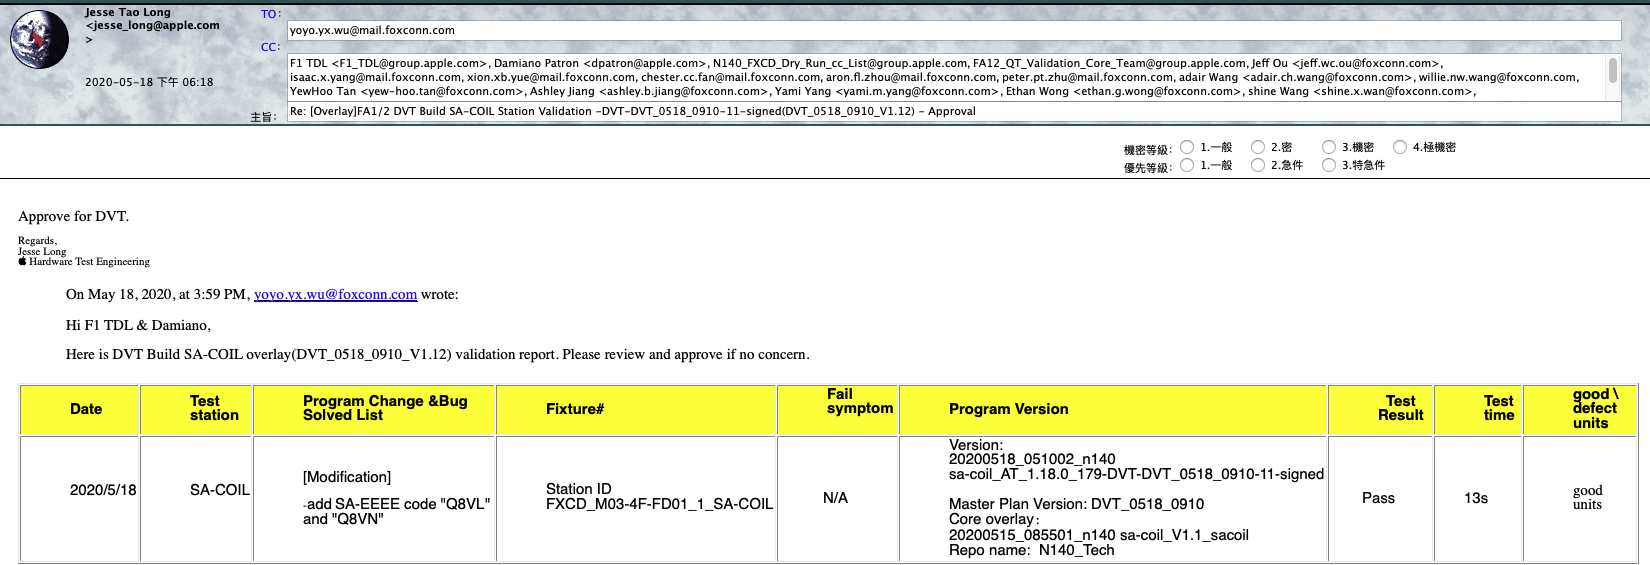 Jesse Tao Long
<jesse_long@apple.com
>
2020-05-18 下午 06:18
TO:
yoyo.yx.wu@mail.foxconn.com
CC:
F1 TDL <F1_TDL@group.apple.com>, Damiano Patron <dpatron@apple.com>, N140_FXCD_Dry_Run_cc_List@group.apple.com, FA12_QT_Validation_Core_Team@group.apple.com, Jeff Ou <jeff.wc.ou@foxconn.com>,
isaac.x.yang@mail.foxconn.com, xion.xb.yue@mail.foxconn.com, chester.cc.fan@mail.foxconn.com, aron.fl.zhou@mail.foxconn.com, peter.pt.zhu@mail.foxconn.com, adair Wang <adair.ch.wang@foxconn.com>, willie.nw.wang@foxconn.com,
YewHoo Tan <yew-hoo.tan@foxconn.com>, Ashley Jiang <ashley.b.jiang@foxconn.com>, Yami Yang <yami.m.yang@foxconn.com>, Ethan Wong <ethan.g.wong@foxconn.com>, shine Wang <shine.x.wan@foxconn.com>,
主旨:
Re: [Overlay]FA1/2 DVT Build SA-COIL Station Validation -DVT-DVT_0518_0910-11-signed(DVT_0518_0910_V1.12) - Approval
機密等級: 1.一般 2.密 3.機密 4.極機密
優先等級: 1.一般 2.急件 3.特急件
Approve for DVT.
Regards,
Jesse Long
Hardware Test Engineering
On May 18, 2020, at 3:59 PM, yoyo.yx.wu@foxconn.com wrote:
Hi F1 TDL & Damiano,
Here is DVT Build SA-COIL overlay(DVT_0518_0910_V1.12) validation report. Please review and approve if no concern.
Date
Test
station
Program Change &Bug
Solved List
Fixture#
Fail
symptom
Program Version
Test
Result
Test
time
good \
defect
units
2020/5/18
SA-COIL
[Modification]
-add SA-EEEE code "Q8VL"
and "Q8VN"
Station ID
FXCD_M03-4F-FD01_1_SA-COIL
N/A
Version:
20200518_051002_n140
sa-coil_AT_1.18.0_179-DVT-DVT_0518_0910-11-signed
Master Plan Version: DVT_0518_0910
Core overlay:
20200515_085501_n140 sa-coil_V1.1_sacoil
Repo name: N140_Tech
Pass
13s
good
units